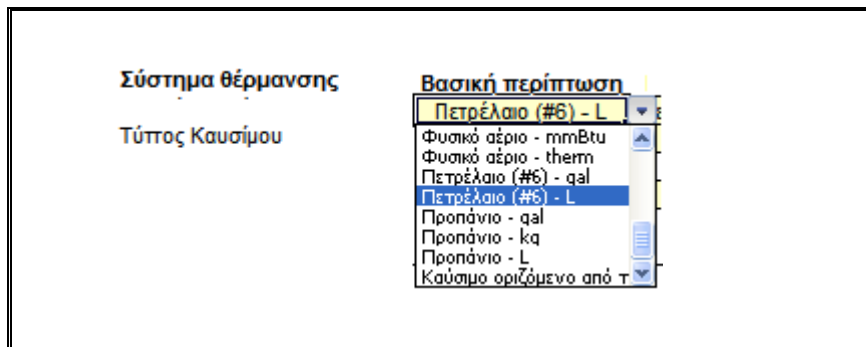 Σύστημα θέρμανσης Βασική περίπτωση
Πετρέλαιο (#6) - L
Τύπος Καυσίμου
Φυσικό αέριο - mmBtu
Φυσικό αέριο - therm
Πετρέλαιο (#6) - gal
Πετρέλαιο (#6) - L
Προπάνιο - gal
Προπάνιο - kg
Προπάνιο - L
Καύσιμο οριζόμενο από τ